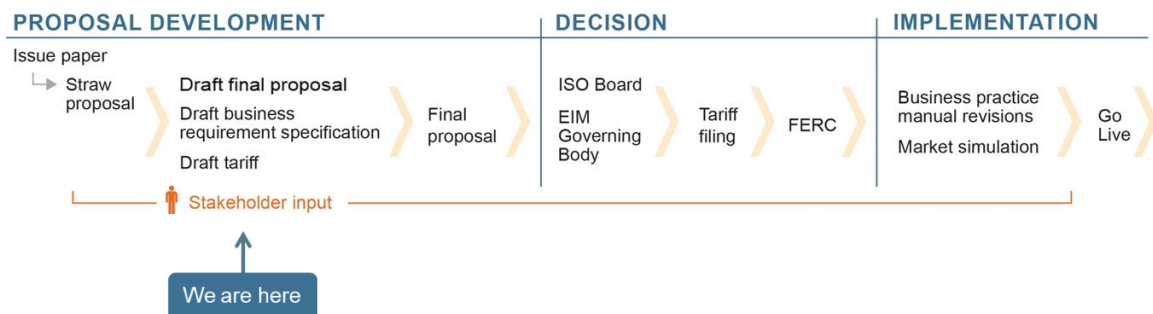 PROPOSAL DEVELOPMENT
DECISION
IMPLEMENTATION
Issue paper
Straw
proposal
Draft final proposal
Draft business
requirement specification
Draft tariff
Final
proposal
ISO Board
EIM
Governing
Body
Tariff
filing
FERC
Business practice
manual revisions
Market simulation
Go
Live
Stakeholder input
We are here